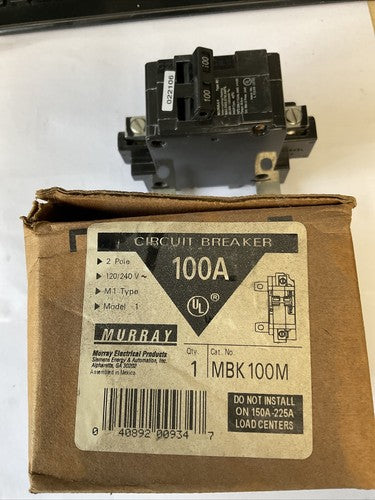 100
100
022106
CIRCUIT BREAKER
2 Pole
120/240 V ~
M1 Type
Model - 1
100A
UL
MURRAY
Murray Electrical Products
Siemens Energy & Automation, Inc.
Alpharetta, GA 30202
Assembled in Mexico
Qty.
1
Cat. No.
MBK100M
DO NOT INSTALL
ON 150A-225A
LOAD CENTERS
0 40892 00934 7